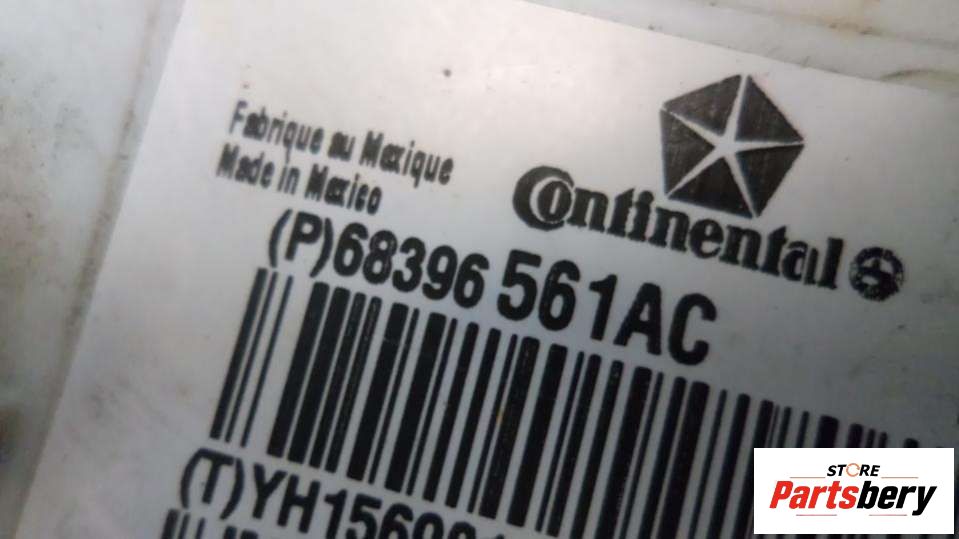 Fabrique au Mexique
Made in Mexico
Continental
(P)68396 561AC
STORE
Partsbery